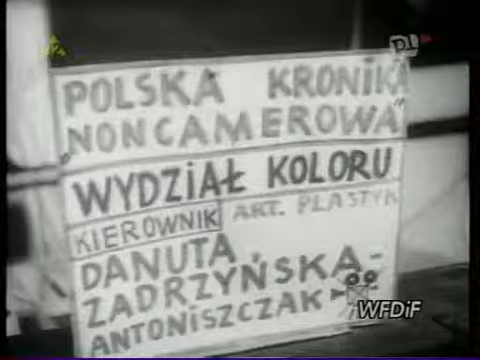 POLSKA KRONIKA
„NONCAMEROWA”
WYDZIAŁ KOLORU
KIEROWNIK ART. PLASTYK
DANUTA
ZADRZYŃSKA-
ANTONISZCZAK
WFDiF